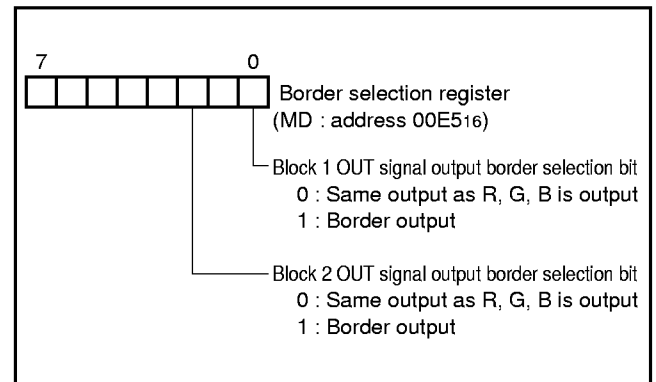 7 0
Border selection register
(MD : address 00E516)
Block 1 OUT signal output border selection bit
0 : Same output as R, G, B is output
1 : Border output
Block 2 OUT signal output border selection bit
0 : Same output as R, G, B is output
1 : Border output